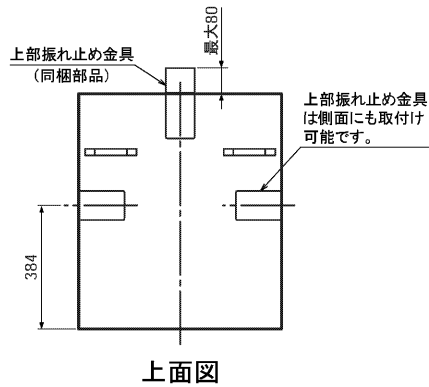 最大80
上部振れ止め金具
（同梱部品）
上部振れ止め金具
は側面にも取付け
可能です。
384
上面図